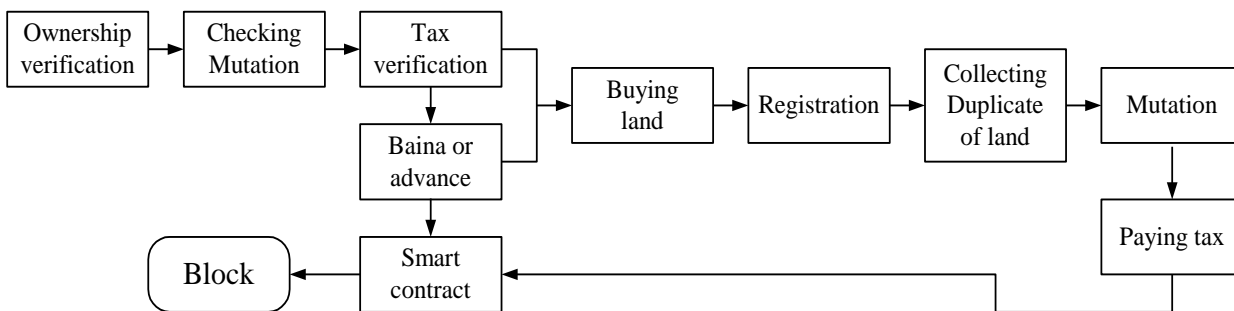 Ownership
verification
Checking
Mutation
Tax
verification
Buying
land
Registration
Collecting
Duplicate
of land
Mutation
Baina or
advance
Paying tax
Smart
contract
Block